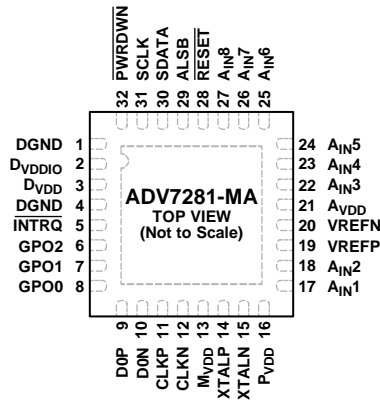 32 PWRDWN
31 SCLK
30 SDATA
29 ALSB
28 RESET
27 AIN8
26 AIN7
25 AIN6
DGND 1
DVDDIO 2
DVDD 3
DGND 4
INTRQ 5
GPO2 6
GPO1 7
GPO0 8
ADV7281-MA
TOP VIEW
(Not to Scale)
24 AIN5
23 AIN4
22 AIN3
21 AVDD
20 VREFN
19 VREFP
18 AIN2
17 AIN1
D0P 9
D0N 10
CLKP 11
CLKN 12
MVDD 13
XTALP 14
XTALN 15
PVDD 16